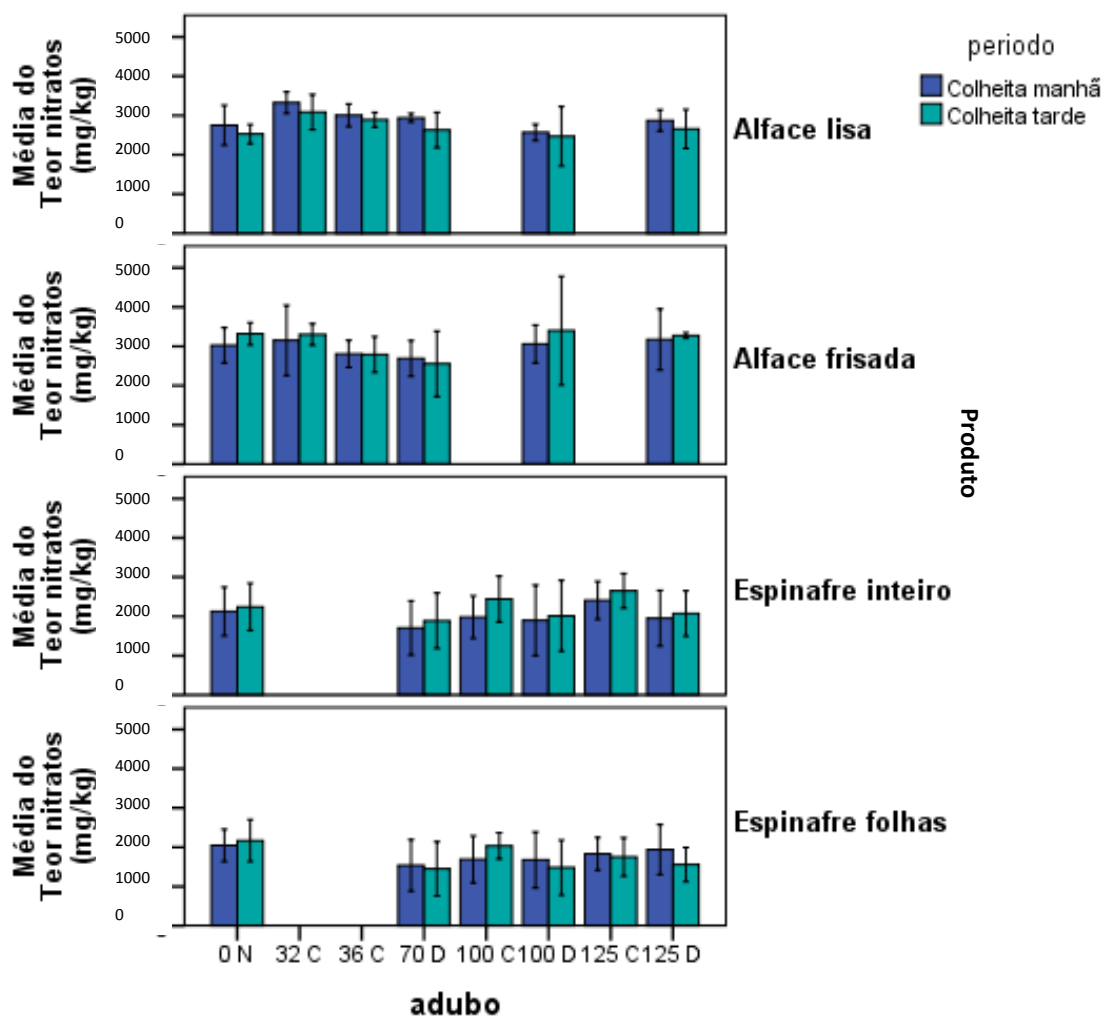 periodo
Colheita manhã
Colheita tarde
Média do
Teor nitratos
(mg/kg)
5000
4000
3000
2000
1000
0
Alface lisa
Média do
Teor nitratos
(mg/kg)
5000
4000
3000
2000
1000
0
Alface frisada
Produto
Média do
Teor nitratos
(mg/kg)
5000
4000
3000
2000
1000
0
Espinafre inteiro
Média do
Teor nitratos
(mg/kg)
5000
4000
3000
2000
1000
0
Espinafre folhas
0 N 32 C 36 C 70 D 100 C 100 D 125 C 125 D
adubo